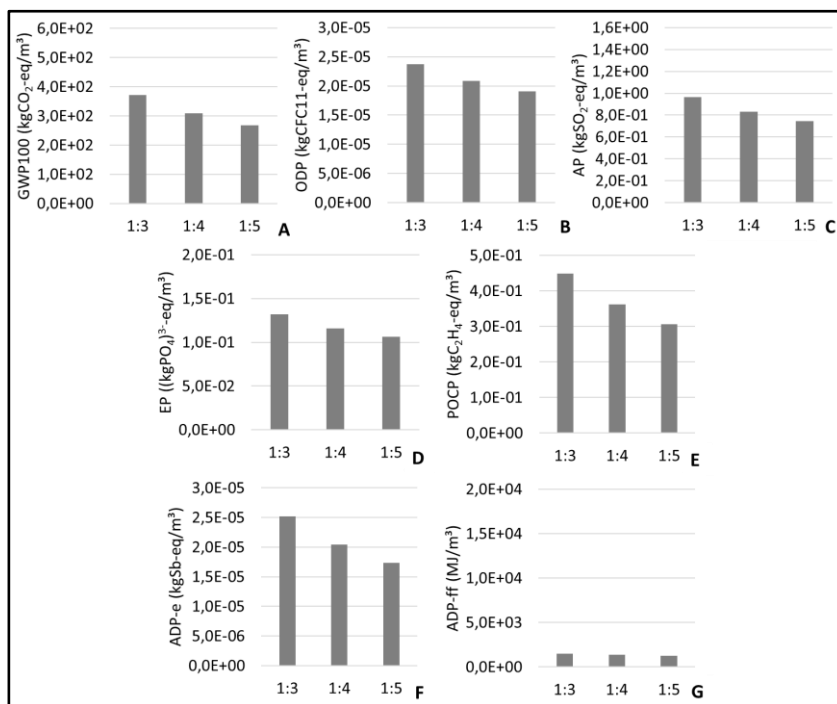 GWP100 (kgCO₂-eq/m³)
6,0E+02
5,0E+02
4,0E+02
3,0E+02
2,0E+02
1,0E+02
0,0E+00
1:3 1:4 1:5
A
ODP (kgCFC11-eq/m³)
3,0E-05
2,5E-05
2,0E-05
1,5E-05
1,0E-05
5,0E-06
0,0E+00
1:3 1:4 1:5
B
AP (kgSO₂-eq/m³)
1,6E+00
1,4E+00
1,2E+00
1,0E+00
8,0E-01
6,0E-01
4,0E-01
2,0E-01
0,0E+00
1:3 1:4 1:5
C
EP ((kgPO₄)³⁻-eq/m³)
2,0E-01
1,5E-01
1,0E-01
5,0E-02
0,0E+00
1:3 1:4 1:5
D
POCP (kgC₂H₄-eq/m³)
5,0E-01
4,0E-01
3,0E-01
2,0E-01
1,0E-01
0,0E+00
1:3 1:4 1:5
E
ADP-e (kgSb-eq/m³)
3,0E-05
2,5E-05
2,0E-05
1,5E-05
1,0E-05
5,0E-06
0,0E+00
1:3 1:4 1:5
F
ADP-ff (MJ/m³)
2,0E+04
1,5E+04
1,0E+04
5,0E+03
0,0E+00
1:3 1:4 1:5
G